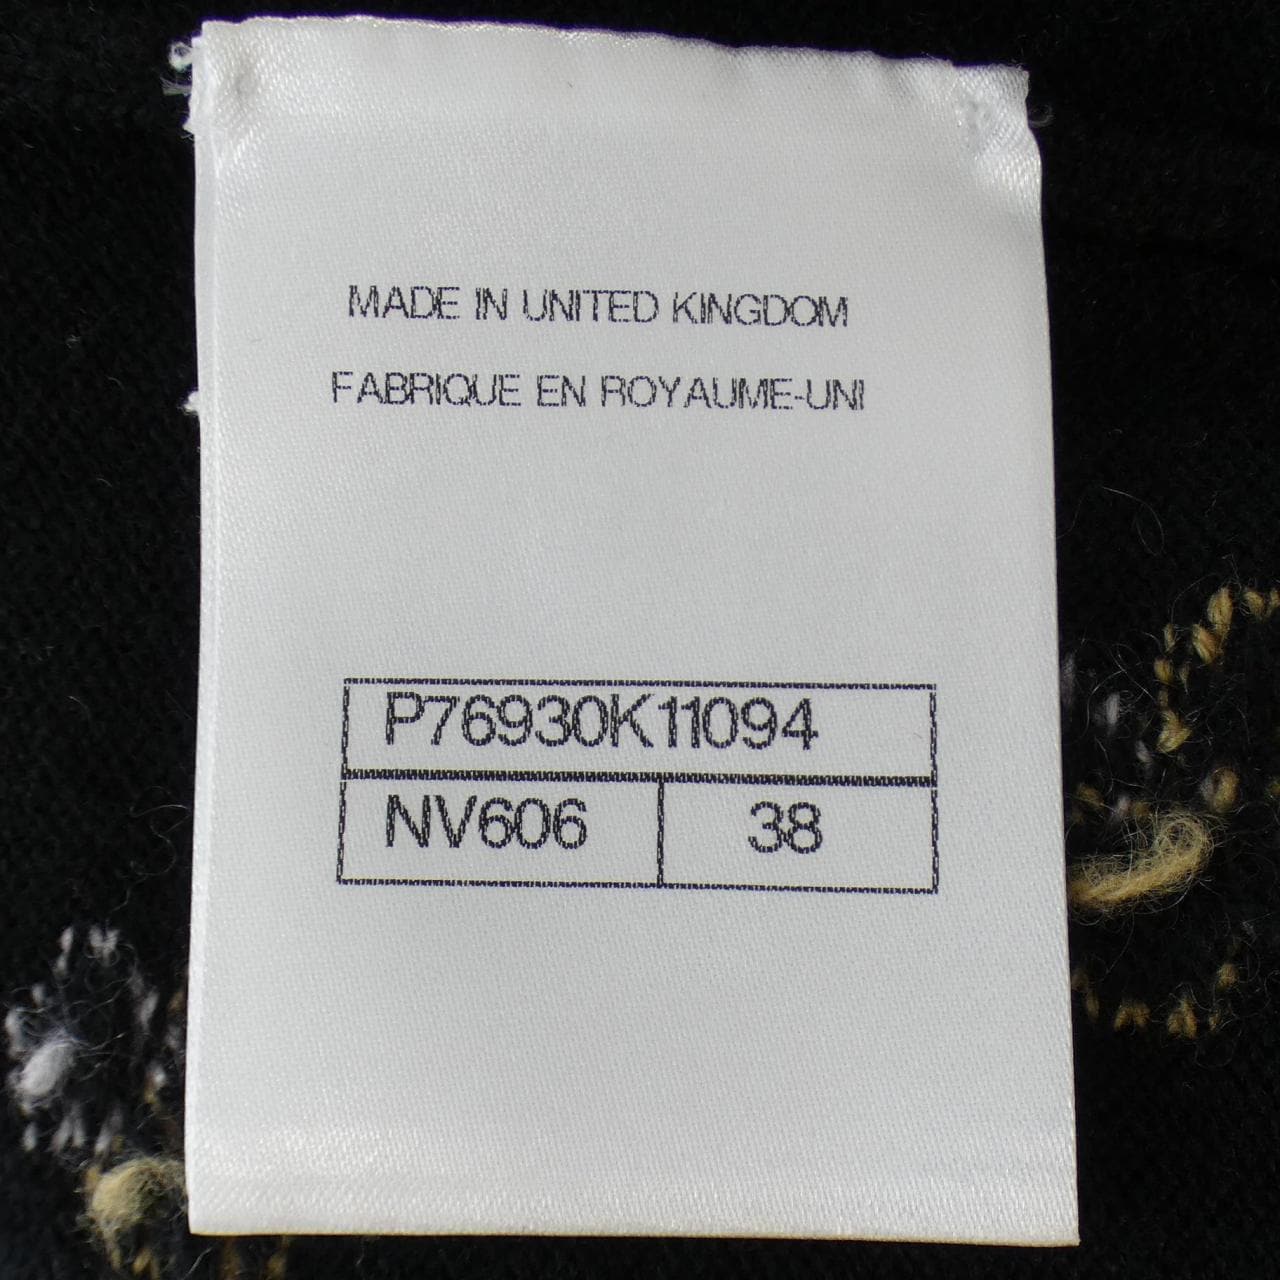 MADE IN UNITED KINGDOM
FABRIQUE EN ROYAUME-UNI
P76930K11094
NV606 38